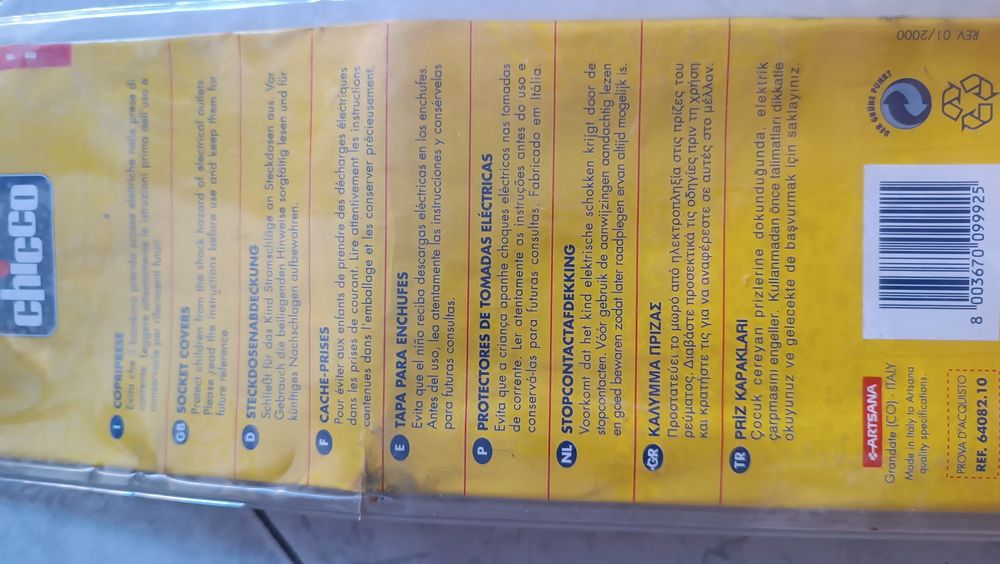 chicco
I COPRIPRESE
Evita che il bambino prenda scosse elettriche nelle prese di
corrente. Leggere attentamente le istruzioni prima dell'uso e
conservarle per riferimenti futuri.
GB SOCKET COVERS
Protect children from the shock hazard of electrical outlets.
Please read the instructions before use and keep them for
future reference.
D STECKDOSENABDECKUNG
Schließt für das Kind Stromschläge an Steckdosen aus. Vor
Gebrauch die beiliegenden Hinweise sorgfältig lesen und für
künftiges Nachschlagen aufbewahren.
F CACHE-PRISES
Pour éviter aux enfants de prendre des décharges électriques
dans les prises de courant. Lire attentivement les instructions
contenues dans l'emballage et les conserver précieusement.
E TAPA PARA ENCHUFES
Evita que el niño reciba descargas eléctricas en los enchufes.
Antes del uso, lea atentamente las instrucciones y consérvelas
para futuras consultas.
P PROTECTORES DE TOMADAS ELÉCTRICAS
Evita que a criança apanhe choques eléctricos nas tomadas
de corrente. Ler atentamente as instruções antes do uso e
conservá-las para futuras consultas. Fabricado em Itália.
NL STOPCONTACTAFDEKKING
Voorkomt dat het kind elektrische schokken krijgt door de
stopcontacten. Vóór gebruik de aanwijzingen aandachtig lezen
en goed bewaren zodat later raadplegen ervan altijd mogelijk is.
GR ΚΑΛΥΜΜΑ ΠΡΙΖΑΣ
Προστατεύει το μωρό από ηλεκτροπληξία στις πρίζες του
ρεύματος. Διαβάστε προσεκτικά τις οδηγίες πριν τη χρήση
και κρατήστε τις για να αναφέρεστε σε αυτές στο μέλλον.
TR PRIZ KAPAKLARI
Çocuk cereyan prizlerine dokunduğunda, elektrik
çarpmasını engeller. Kullanmadan önce talimatları dikkatle
okuyunuz ve gelecekte de başvurmak için saklayınız.
ARTSANA
Grandate (CO) - ITALY
Made in Italy to Artsana
quality specifications.
PROVA D'ACQUISTO
REF. 64082.10
8 003670 099925
DER GRÜNE PUNKT
REV. 01/2000